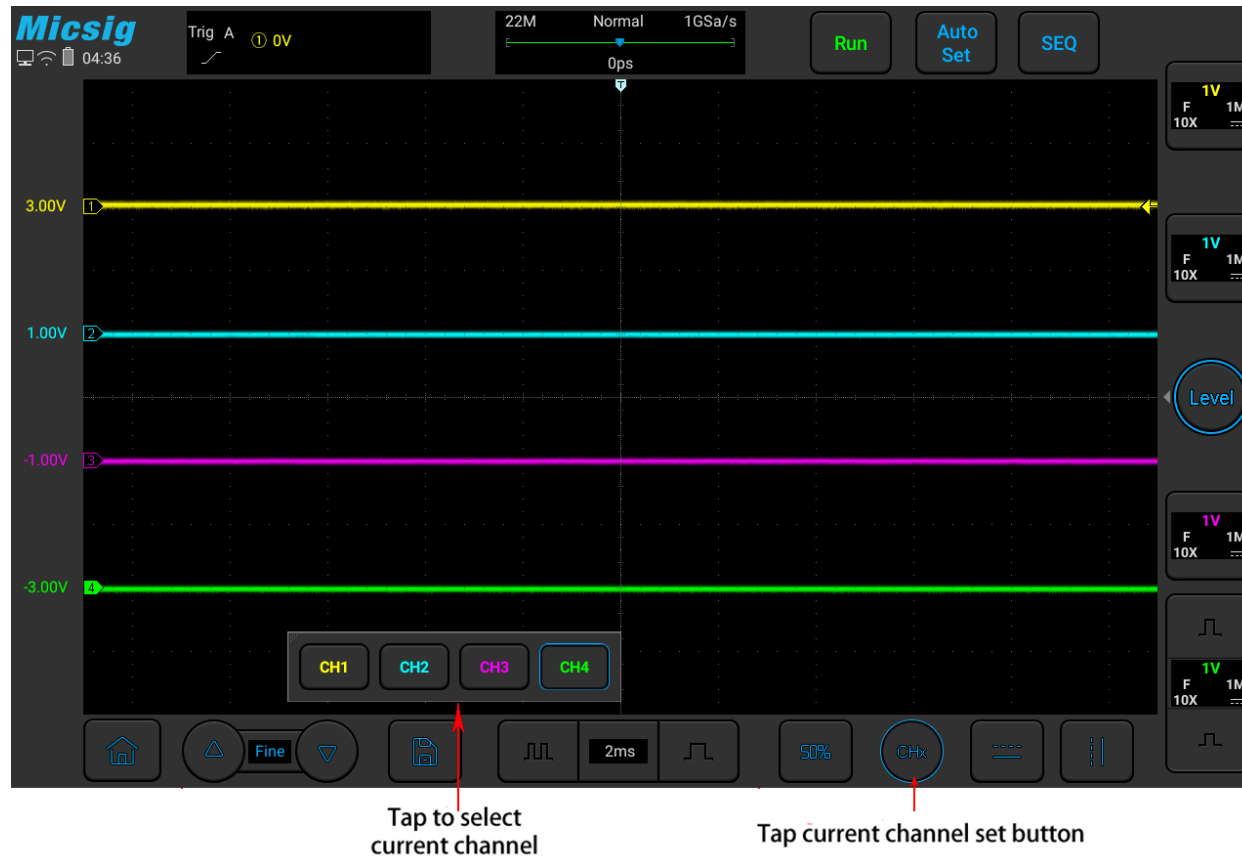 Micsig
04:36
Trig A
① 0V
22M Normal 1GSa/s
0ps
Run
Auto
Set
SEQ
T
1V
F 1M
10X
3.00V 1
1V
F 1M
10X
1.00V 2
Level
-1.00V 3
1V
F 1M
10X
-3.00V 4
CH1 CH2 CH3 CH4
1V
F 1M
10X
Fine
2ms
50%
CHx
Tap to select
current channel
Tap current channel set button